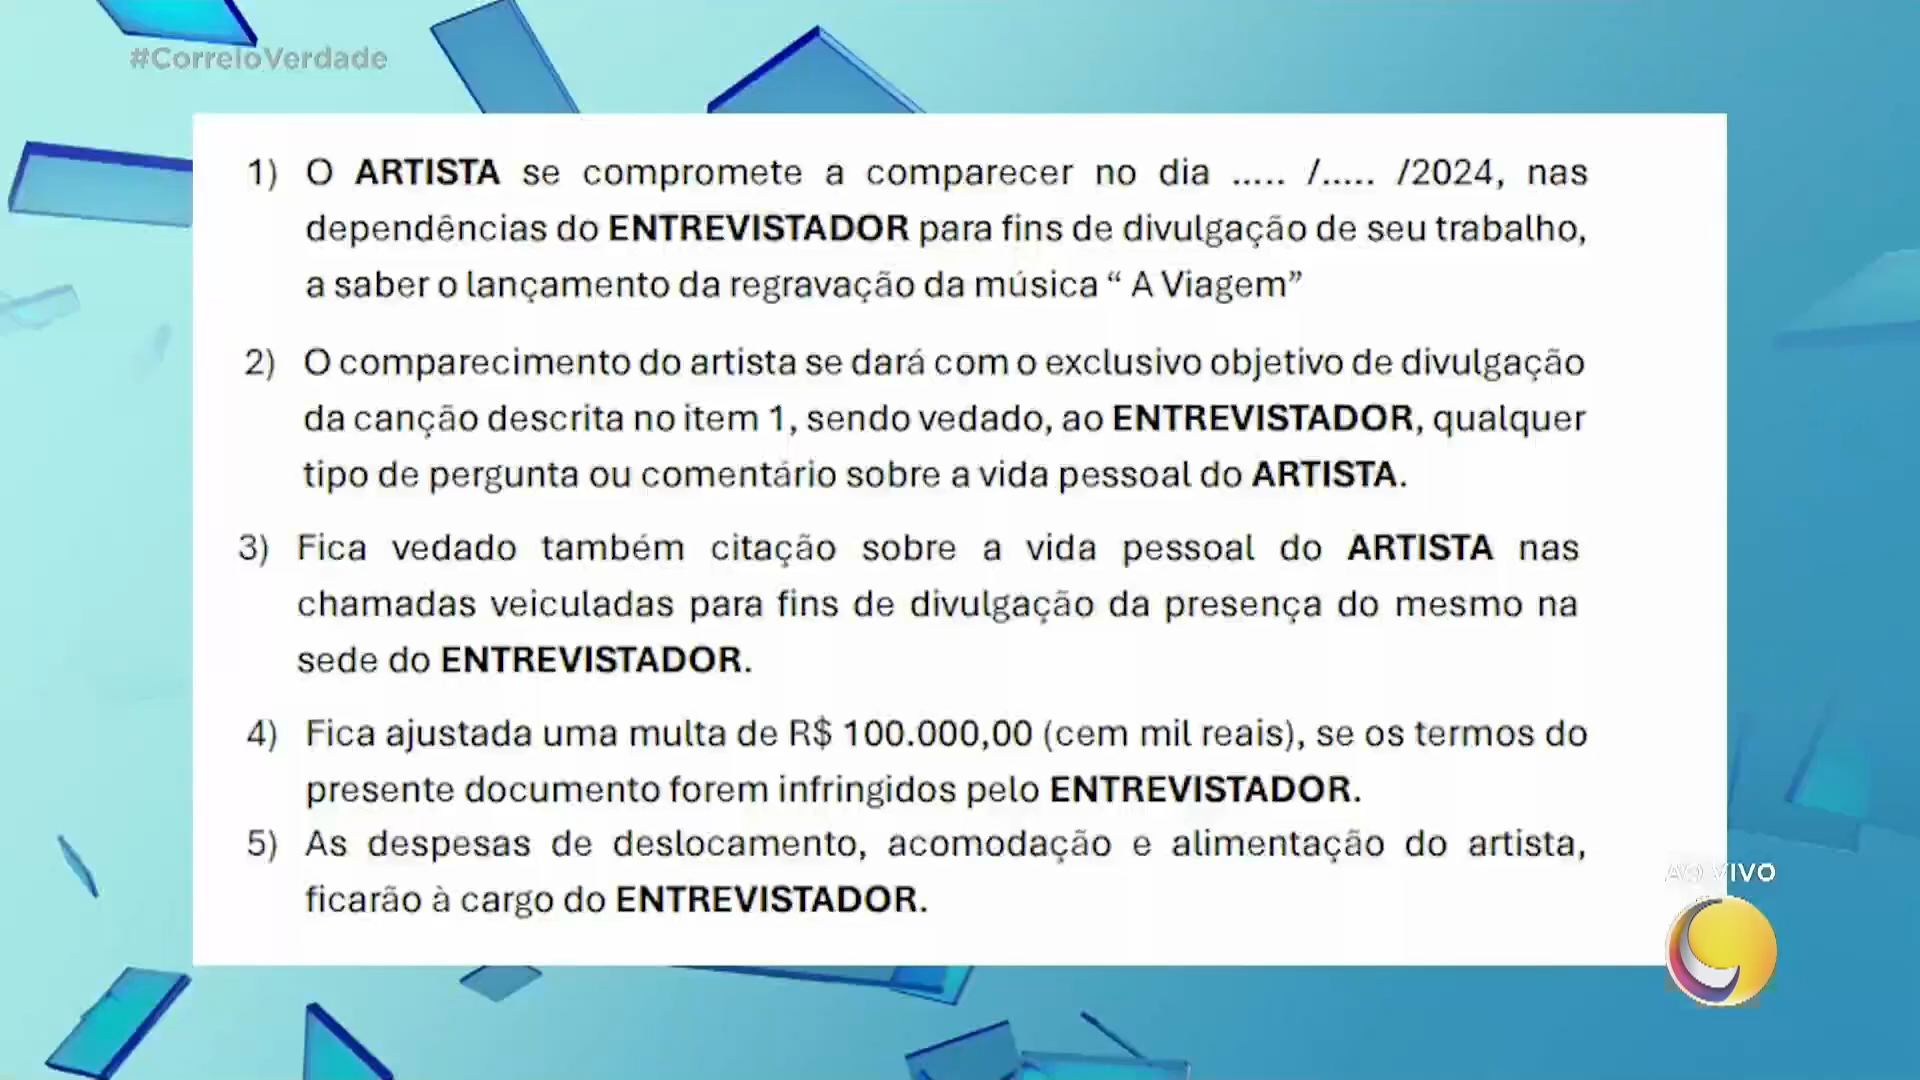 #CorreioVerdade
1) O ARTISTA se compromete a comparecer no dia ..... /..... /2024, nas
dependências do ENTREVISTADOR para fins de divulgação de seu trabalho,
a saber o lançamento da regravação da música “ A Viagem”
2) O comparecimento do artista se dará com o exclusivo objetivo de divulgação
da canção descrita no item 1, sendo vedado, ao ENTREVISTADOR, qualquer
tipo de pergunta ou comentário sobre a vida pessoal do ARTISTA.
3) Fica vedado também citação sobre a vida pessoal do ARTISTA nas
chamadas veiculadas para fins de divulgação da presença do mesmo na
sede do ENTREVISTADOR.
4) Fica ajustada uma multa de R$ 100.000,00 (cem mil reais), se os termos do
presente documento forem infringidos pelo ENTREVISTADOR.
5) As despesas de deslocamento, acomodação e alimentação do artista,
ficarão à cargo do ENTREVISTADOR.
AO VIVO